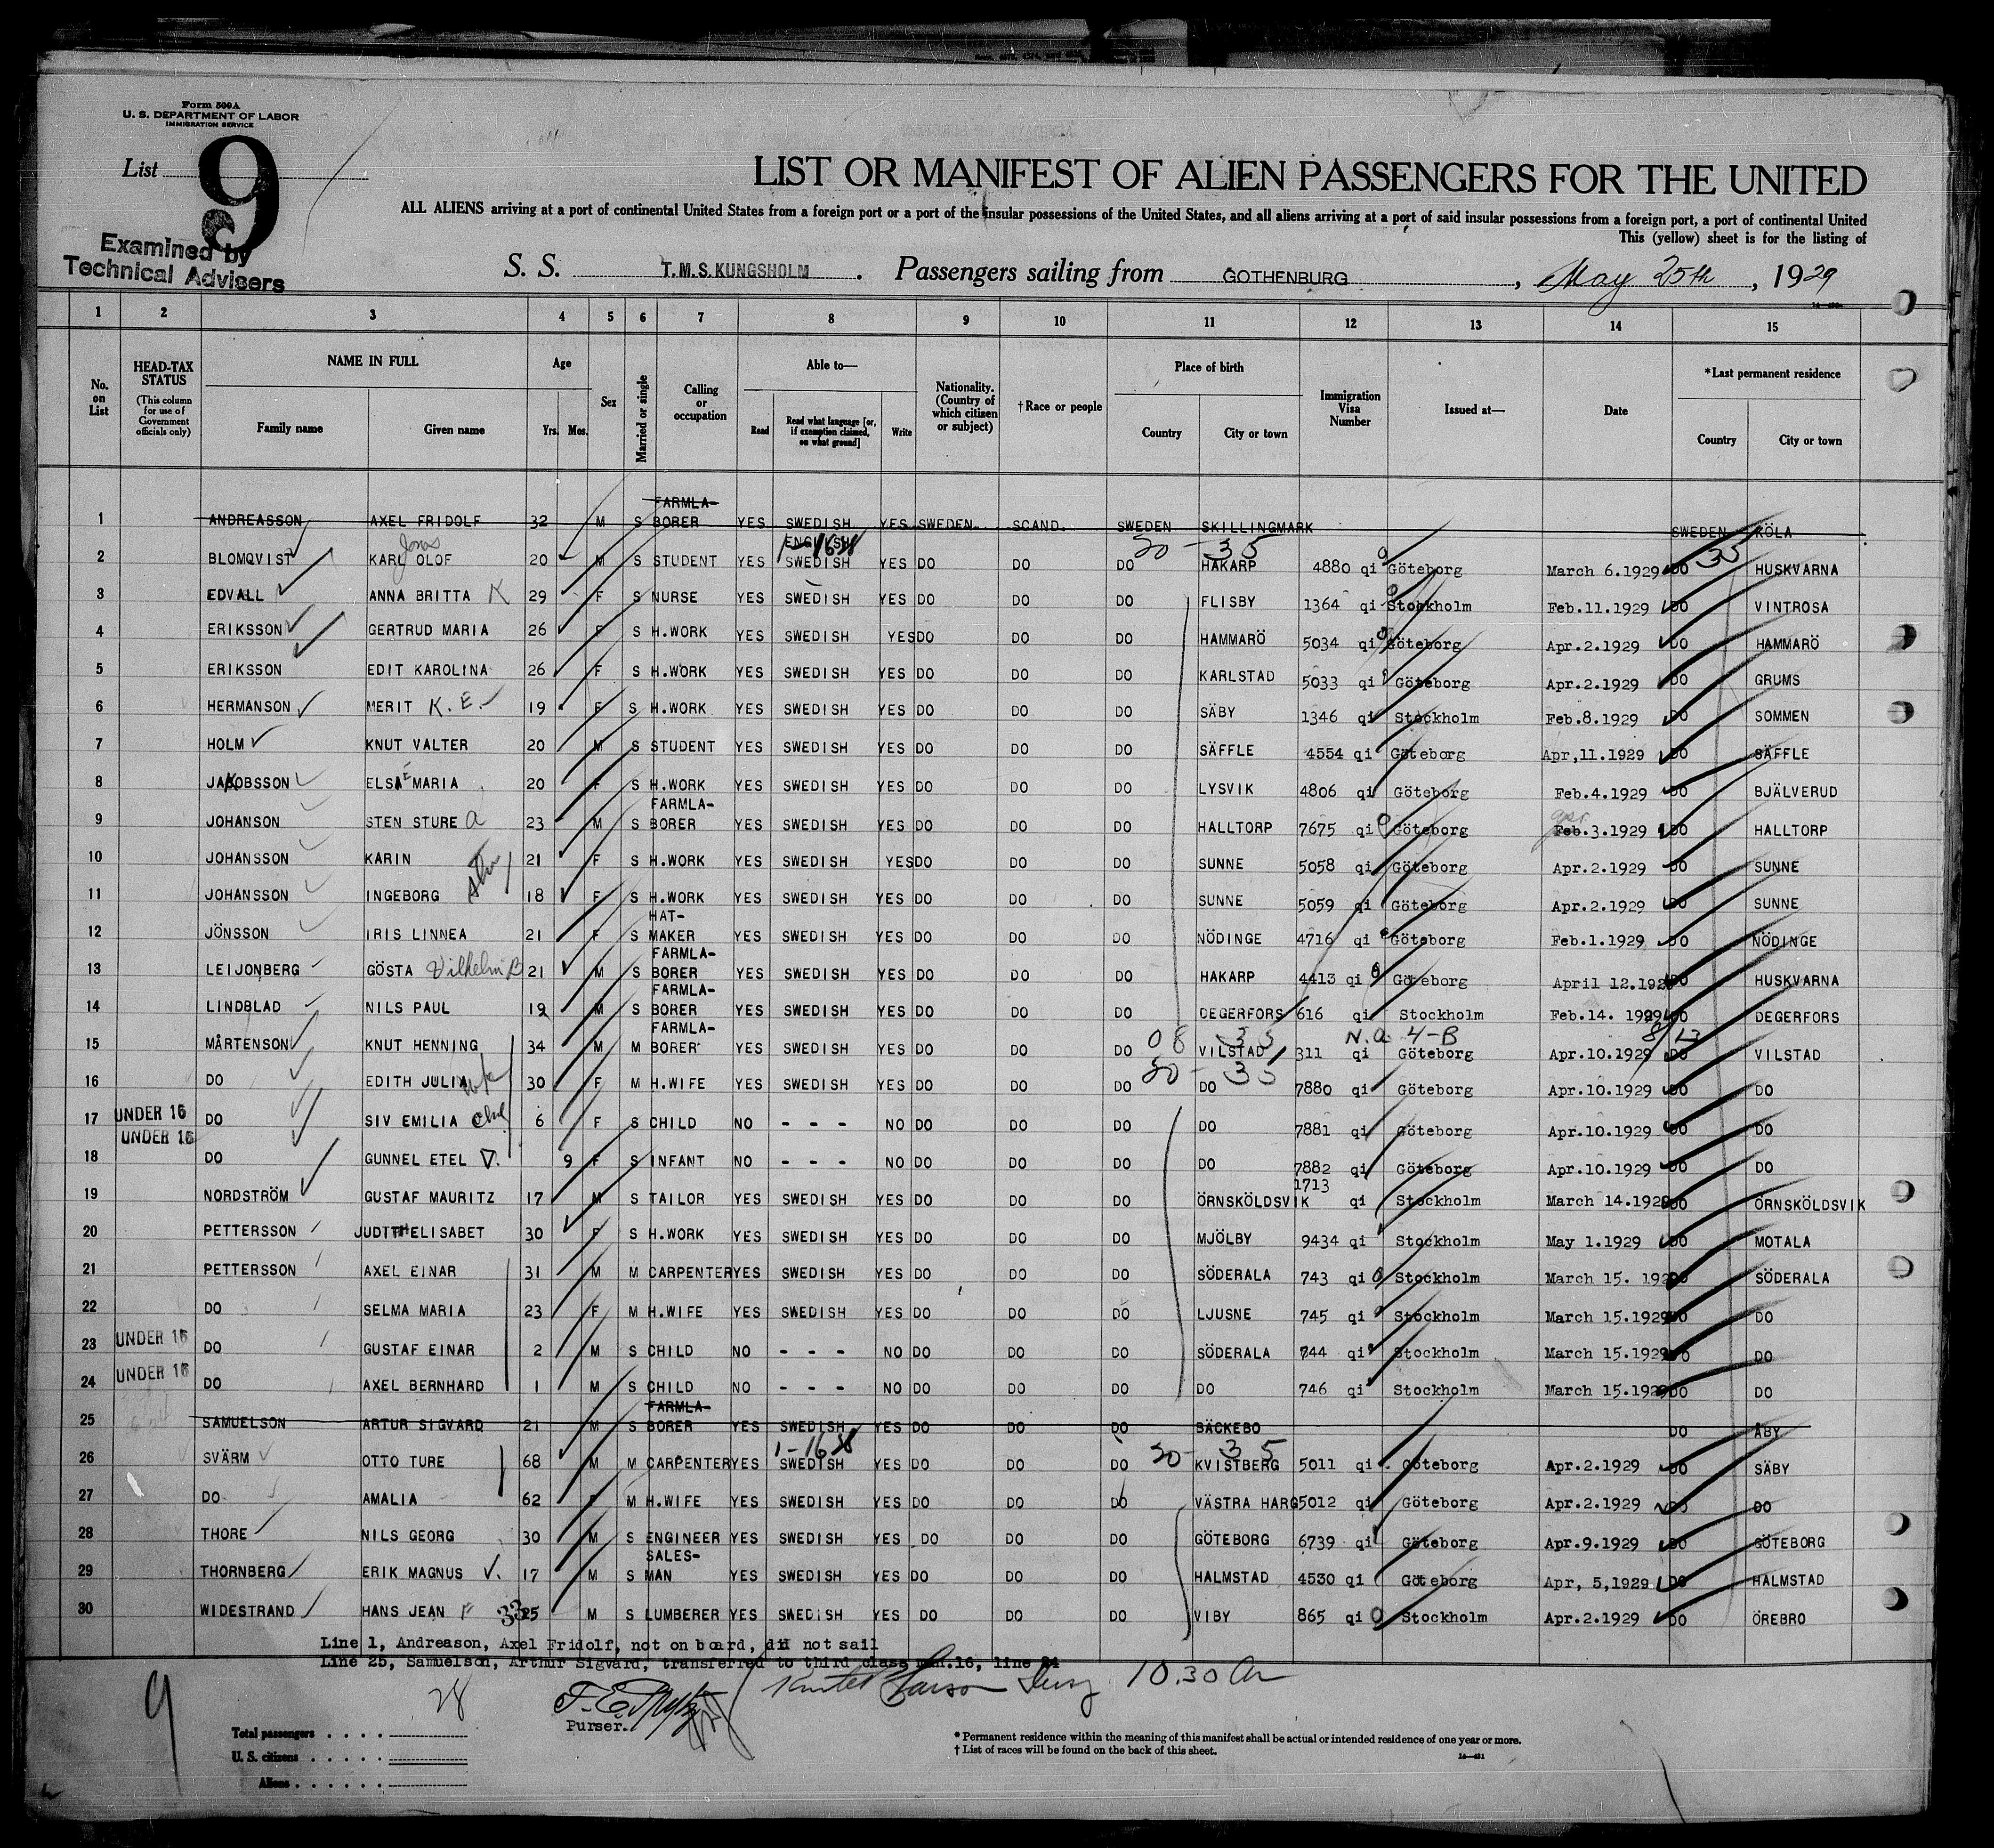 Form 500A
U. S. DEPARTMENT OF LABOR
IMMIGRATION SERVICE
List 9
Examined by
Technical Advisers
LIST OR MANIFEST OF ALIEN PASSENGERS FOR THE UNITED
ALL ALIENS arriving at a port of continental United States from a foreign port or a port of the insular possessions of the United States, and all aliens arriving at a port of said insular possessions from a foreign port, a port of continental United
This (yellow) sheet is for the listing of
S. S. T.M.S.KUNGSHOLM. Passengers sailing from GOTHENBURG, May 25th, 1929
1 2 3 4 5 6 7 8 9 10 11 12 13 14 15
No. on List
HEAD-TAX STATUS (This column for use of Government officials only)
NAME IN FULL
Family name Given name
Age
Yrs. Mos.
Sex
Married or single
Calling or occupation
Able to—
Read Read what language [or, if exemption claimed, on what ground] Write
Nationality. (Country of which citizen or subject)
†Race or people
Place of birth
Country City or town
Immigration Visa Number
Issued at—
Date
*Last permanent residence
Country City or town
1 ANDREASSON AXEL FRIDOLF 32 M S FARMLA-BORER YES SWEDISH YES SWEDEN SCAND. SWEDEN SKILLINGMARK SWEDEN KÖLA
2 BLOMQVIST KARL Jonas OLOF 20 M S STUDENT YES ENGLISH SWEDISH YES DO DO DO HAKARP 4880 qi Göteborg March 6.1929 DO HUSKVARNA
3 EDVALL ANNA BRITTA K 29 F S NURSE YES SWEDISH YES DO DO DO FLISBY 1364 qi Stockholm Feb.11.1929 DO VINTROSA
4 ERIKSSON GERTRUD MARIA 26 F S H.WORK YES SWEDISH YES DO DO DO HAMMARÖ 5034 qi Göteborg Apr.2.1929 DO HAMMARÖ
5 ERIKSSON EDIT KAROLINA 26 F S H.WORK YES SWEDISH YES DO DO DO KARLSTAD 5033 qi Göteborg Apr.2.1929 DO GRUMS
6 HERMANSON MERIT K. E. 19 F S H.WORK YES SWEDISH YES DO DO DO SÄBY 1346 qi Stockholm Feb.8.1929 DO SOMMEN
7 HOLM KNUT VALTER 20 M S STUDENT YES SWEDISH YES DO DO DO SÄFFLE 4554 qi Göteborg Apr,11.1929 DO SÄFFLE
8 JAKOBSSON ELSA MARIA 20 F S H.WORK YES SWEDISH YES DO DO DO LYSVIK 4806 qi Göteborg Feb.4.1929 DO BJÄLVERUD
9 JOHANSON STEN STURE a 23 M S FARMLA-BORER YES SWEDISH YES DO DO DO HALLTORP 7675 qi Göteborg Feb.3.1929 DO HALLTORP
10 JOHANSSON KARIN 21 F S H.WORK YES SWEDISH YES DO DO DO SUNNE 5058 qi Göteborg Apr.2.1929 DO SUNNE
11 JOHANSSON INGEBORG 18 F S H.WORK YES SWEDISH YES DO DO DO SUNNE 5059 qi Göteborg Apr.2.1929 DO SUNNE
12 JÖNSSON IRIS LINNEA 21 F S HAT-MAKER YES SWEDISH YES DO DO DO NÖDINGE 4716 qi Göteborg Feb.1.1929 DO NÖDINGE
13 LEIJONBERG GÖSTA Vilhelm B 21 M S FARMLA-BORER YES SWEDISH YES DO DO DO HAKARP 4413 qi Göteborg April 12.1929 DO HUSKVARNA
14 LINDBLAD NILS PAUL 19 M S FARMLA-BORER YES SWEDISH YES DO DO DO DEGERFORS 616 qi Stockholm Feb.14. 1929 DO DEGERFORS
15 MÅRTENSON KNUT HENNING 34 M M FARMLA-BORER YES SWEDISH YES DO DO DO VILSTAD 311 qi N.Q. 4-B Göteborg Apr.10.1929 DO VILSTAD
16 DO EDITH JULIA wfe 30 F M H.WIFE YES SWEDISH YES DO DO DO DO 7880 qi Göteborg Apr.10.1929 DO DO
17 UNDER 16 DO SIV EMILIA chd 6 F S CHILD NO - - - NO DO DO DO DO 7881 qi Göteborg Apr.10.1929 DO DO
18 UNDER 16 DO GUNNEL ETEL 9 F S INFANT NO - - - NO DO DO DO DO 7882 qi Göteborg Apr.10.1929 DO DO
19 NORDSTRÖM GUSTAF MAURITZ 17 M S TAILOR YES SWEDISH YES DO DO DO ÖRNSKÖLDSVIK 1713 qi Stockholm March 14.1929 DO ÖRNSKÖLDSVIK
20 PETTERSSON JUDITH ELISABET 30 F S H.WORK YES SWEDISH YES DO DO DO MJÖLBY 9434 qi Stockholm May 1.1929 DO MOTALA
21 PETTERSSON AXEL EINAR 31 M M CARPENTER YES SWEDISH YES DO DO DO SÖDERALA 743 qi Stockholm March 15. 1929 DO SÖDERALA
22 DO SELMA MARIA 23 F M H.WIFE YES SWEDISH YES DO DO DO LJUSNE 745 qi Stockholm March 15.1929 DO DO
23 UNDER 16 DO GUSTAF EINAR 2 M S CHILD NO - - - NO DO DO DO SÖDERALA 744 qi Stockholm March 15.1929 DO DO
24 UNDER 16 DO AXEL BERNHARD 1 M S CHILD NO - - - NO DO DO DO DO 746 qi Stockholm March 15.1929 DO DO
25 SAMUELSON ARTUR SIGVARD 21 M S FARMLA-BORER YES SWEDISH YES DO DO DO BÄCKEBO DO ÅBY
26 SVÄRM OTTO TURE 68 M M CARPENTER YES SWEDISH YES DO DO DO KVISTBERG 5011 qi Göteborg Apr.2.1929 DO SÄBY
27 DO AMALIA 62 F M H.WIFE YES SWEDISH YES DO DO DO VÄSTRA HARG 5012 qi Göteborg Apr.2.1929 DO DO
28 THORE NILS GEORG 30 M S ENGINEER YES SWEDISH YES DO DO DO GÖTEBORG 6739 qi Göteborg Apr.9.1929 DO GÖTEBORG
29 THORNBERG ERIK MAGNUS V. 17 M S SALES-MAN YES SWEDISH YES DO DO DO HALMSTAD 4530 qi Göteborg Apr, 5,1929 DO HALMSTAD
30 WIDESTRAND HANS JEAN F 33 25 M S LUMBERER YES SWEDISH YES DO DO DO VIBY 865 qi Stockholm Apr.2.1929 DO ÖREBRO
Line 1, Andreason, Axel Fridolf, not on board, did not sail
Line 25, Samuelson, Arthur Sigvard, transferred to third class man.16, line 24
9
28
Purser.
10.30 Am
Total passengers . . . .
U. S. citizens . . . . .
Aliens . . . . . .
* Permanent residence within the meaning of this manifest shall be actual or intended residence of one year or more.
† List of races will be found on the back of this sheet.
14—481